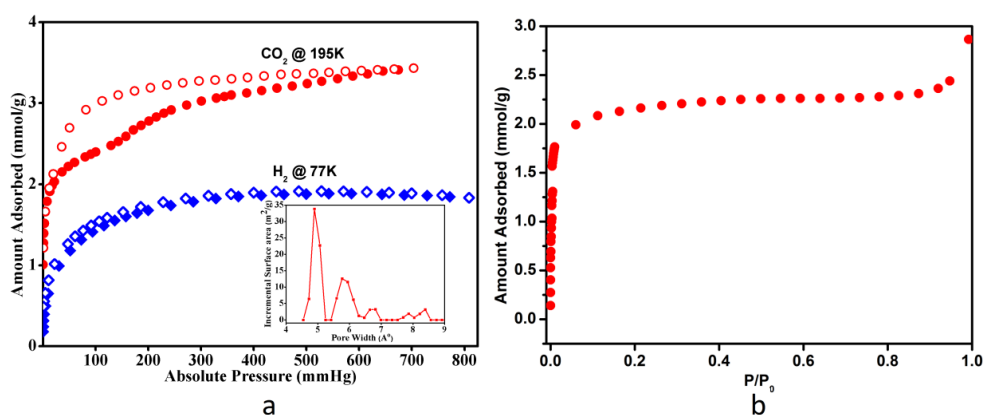 4
3
2
1
0
Amount Adsorbed (mmol/g)
CO₂ @ 195K
H₂ @ 77K
35
30
25
20
15
10
5
0
Incremental Surface area (m²/g)
4 5 6 7 8 9
Pore Width (A°)
100 200 300 400 500 600 700 800
Absolute Pressure (mmHg)
a
3.0
2.5
2.0
1.5
1.0
0.5
0.0
Amount Adsorbed (mmol/g)
0.0 0.2 0.4 0.6 0.8 1.0
P/P₀
b